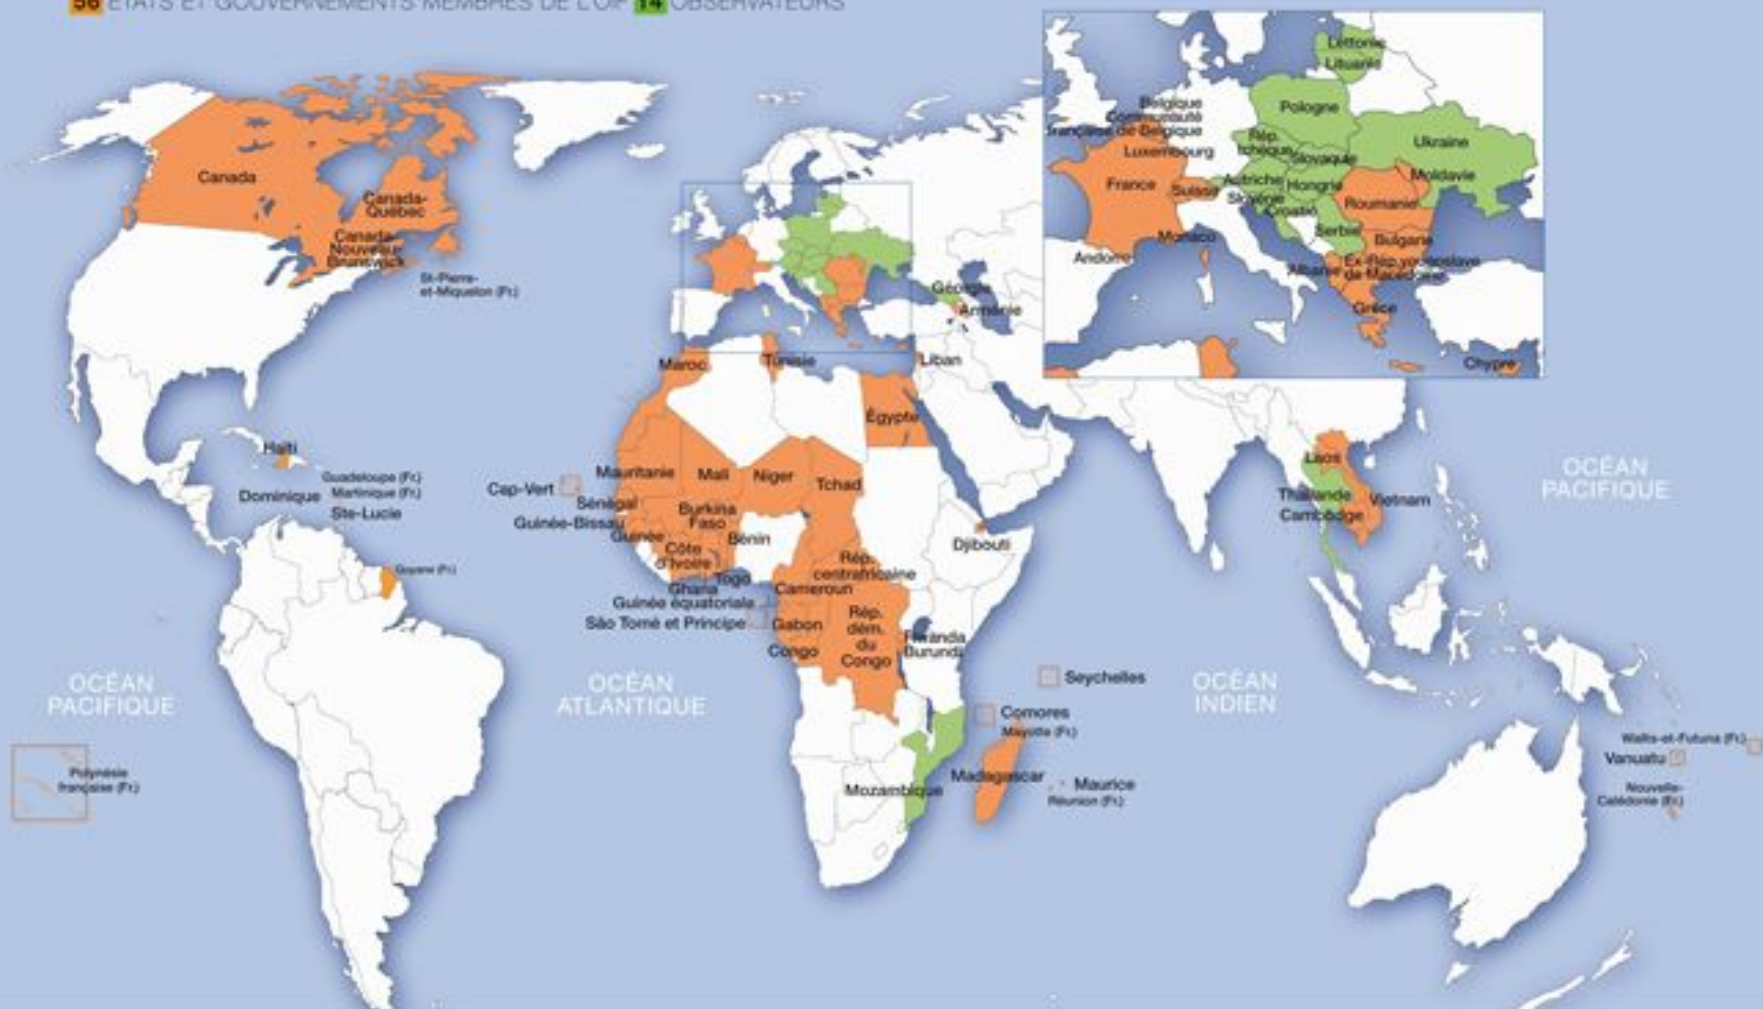 56 ÉTATS ET GOUVERNEMENTS MEMBRES DE L'OIF 14 OBSERVATEURS
Canada
Canada-
Québec
Canada-
Nouveau-
Brunswick
St-Pierre-
et-Miquelon (Fr.)
Haïti
Guadeloupe (Fr.)
Dominique
Martinique (Fr.)
Ste-Lucie
Guyane (Fr.)
OCÉAN
PACIFIQUE
Polynésie
française (Fr.)
OCÉAN
ATLANTIQUE
Maroc
Tunisie
Liban
Égypte
Géorgie
Arménie
Mauritanie
Mali
Niger
Tchad
Cap-Vert
Sénégal
Burkina
Faso
Guinée-Bissau
Guinée
Bénin
Côte
d'Ivoire
Togo
Ghana
Rép.
centrafricaine
Cameroun
Djibouti
Guinée équatoriale
São Tomé et Principe
Gabon
Congo
Rép.
dém.
du
Congo
Rwanda
Burundi
Seychelles
Comores
Mayotte (Fr.)
Mozambique
Madagascar
Maurice
Réunion (Fr.)
OCÉAN
INDIEN
Laos
Thaïlande
Vietnam
Cambodge
OCÉAN
PACIFIQUE
Wallis-et-Futuna (Fr.)
Vanuatu
Nouvelle-
Calédonie (Fr.)
Lettonie
Lituanie
Belgique
Communauté
française de Belgique
Luxembourg
Pologne
Rép.
tchèque
Slovaquie
Ukraine
France
Suisse
Autriche
Hongrie
Moldavie
Slovénie
Croatie
Roumanie
Serbie
Monaco
Bulgarie
Andorre
Albanie
Ex-Rép.yougoslave
de Macédoine
Grèce
Chypre